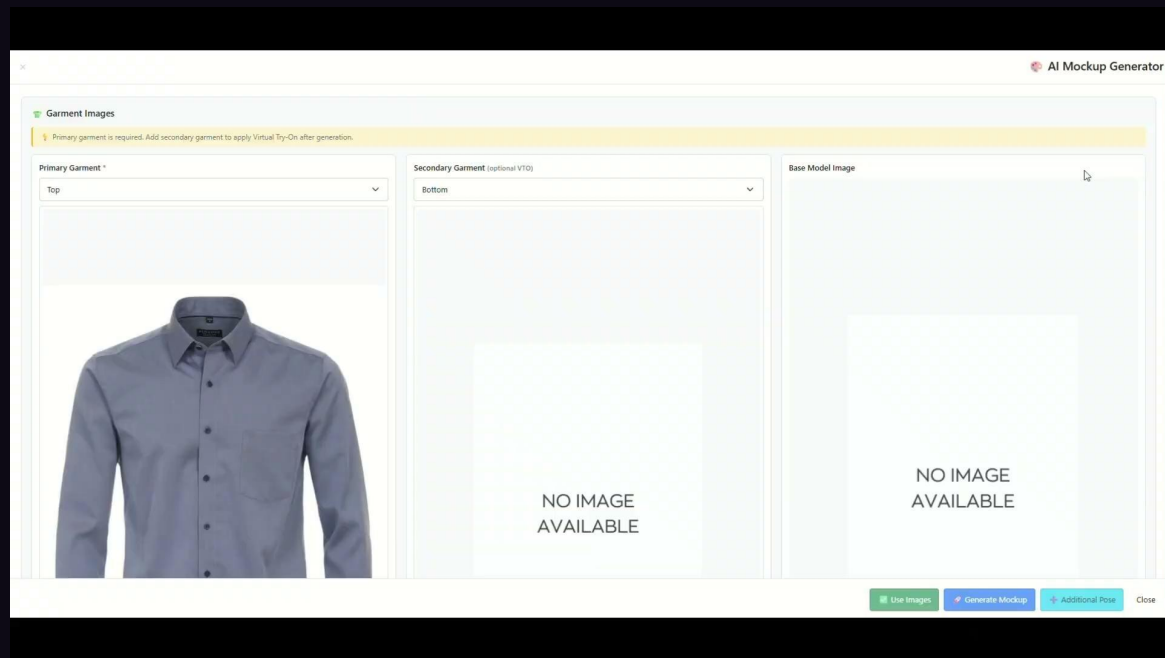 AI Mockup Generator
Garment Images
Primary garment is required. Add secondary garment to apply Virtual Try-On after generation.
Primary Garment *
Top
Secondary Garment (optional VTO)
Bottom
Base Model Image
NO IMAGE
AVAILABLE
NO IMAGE
AVAILABLE
Use Images
Generate Mockup
Additional Pose
Close